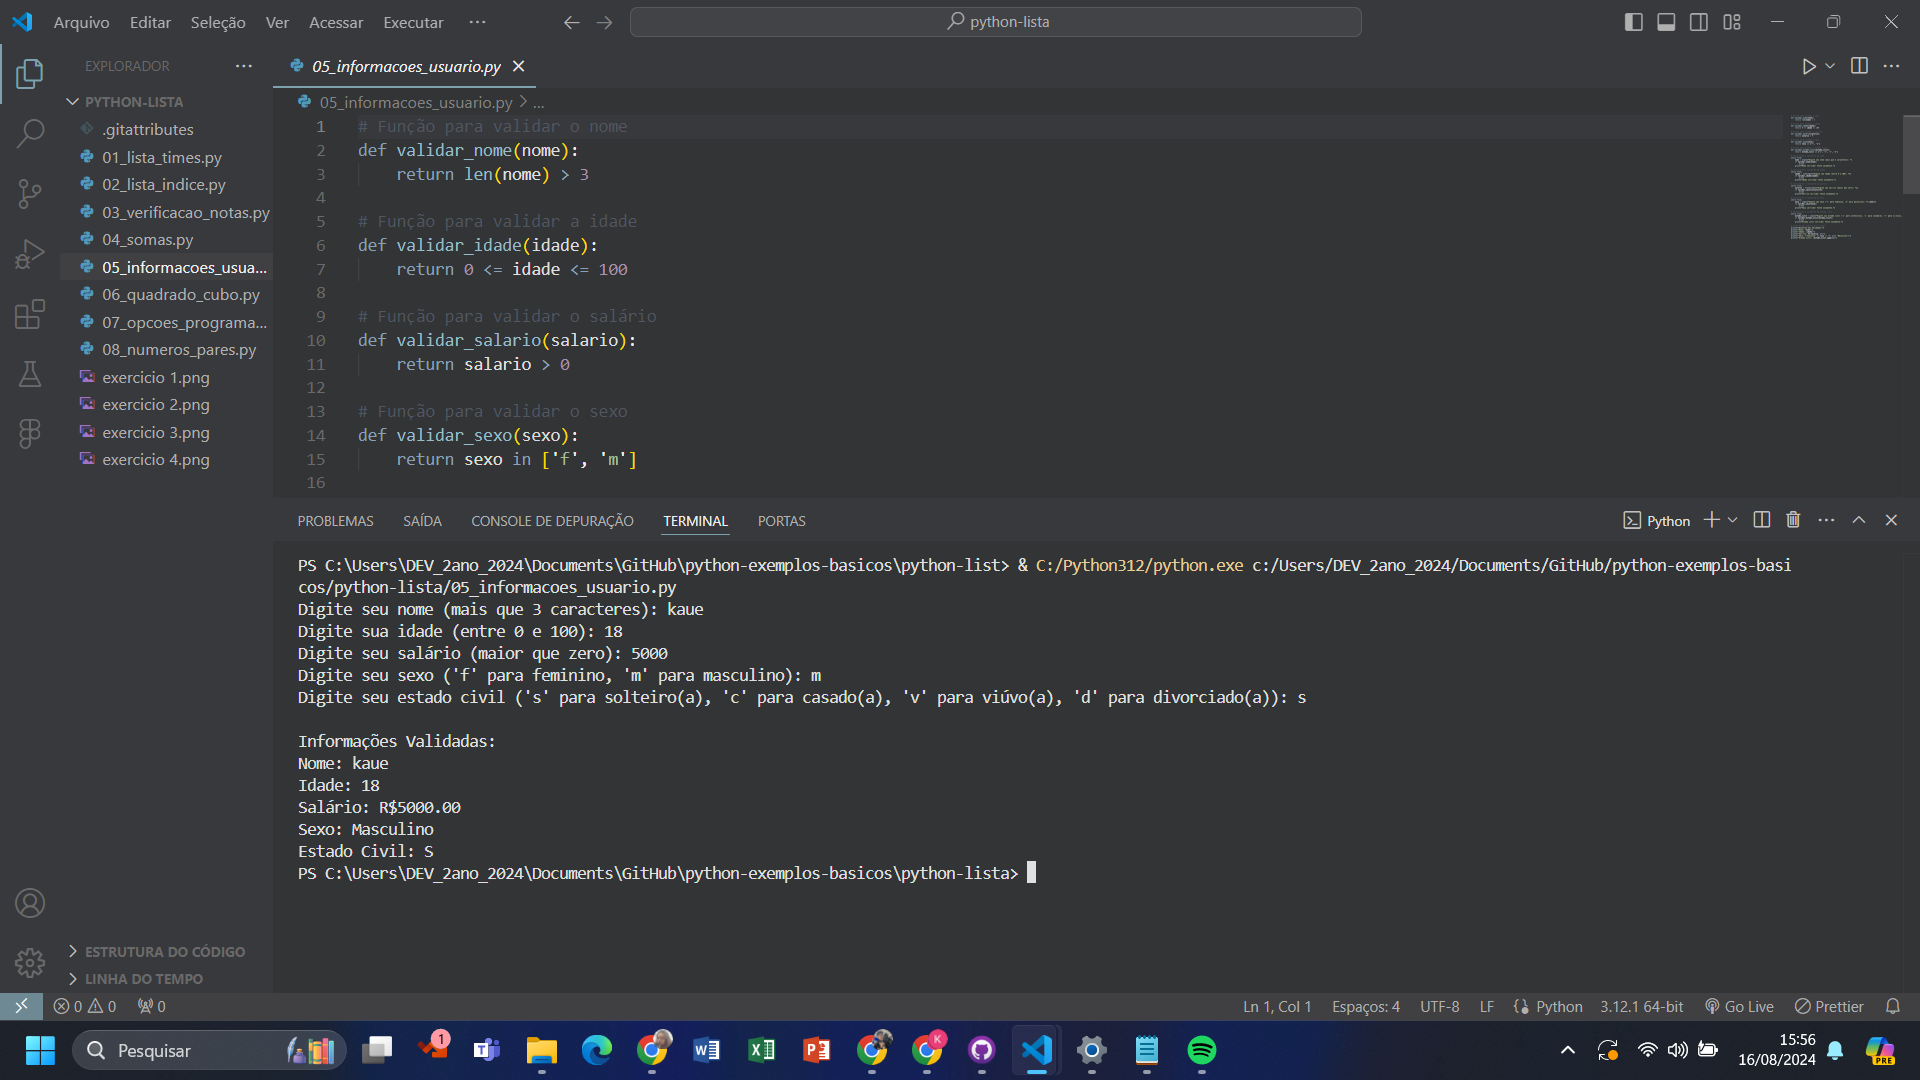 Arquivo Editar Seleção Ver Acessar Executar ··· python-lista
EXPLORADOR ···
PYTHON-LISTA
.gitattributes
01_lista_times.py
02_lista_indice.py
03_verificacao_notas.py
04_somas.py
05_informacoes_usua...
06_quadrado_cubo.py
07_opcoes_programa...
08_numeros_pares.py
exercicio 1.png
exercicio 2.png
exercicio 3.png
exercicio 4.png
ESTRUTURA DO CÓDIGO
LINHA DO TEMPO
05_informacoes_usuario.py
05_informacoes_usuario.py > ...
1 # Função para validar o nome
2 def validar_nome(nome):
3 return len(nome) > 3
4
5 # Função para validar a idade
6 def validar_idade(idade):
7 return 0 <= idade <= 100
8
9 # Função para validar o salário
10 def validar_salario(salario):
11 return salario > 0
12
13 # Função para validar o sexo
14 def validar_sexo(sexo):
15 return sexo in ['f', 'm']
16
PROBLEMAS SAÍDA CONSOLE DE DEPURAÇÃO TERMINAL PORTAS Python
PS C:\Users\DEV_2ano_2024\Documents\GitHub\python-exemplos-basicos\python-list> & C:/Python312/python.exe c:/Users/DEV_2ano_2024/Documents/GitHub/python-exemplos-basi
cos/python-lista/05_informacoes_usuario.py
Digite seu nome (mais que 3 caracteres): kaue
Digite sua idade (entre 0 e 100): 18
Digite seu salário (maior que zero): 5000
Digite seu sexo ('f' para feminino, 'm' para masculino): m
Digite seu estado civil ('s' para solteiro(a), 'c' para casado(a), 'v' para viúvo(a), 'd' para divorciado(a)): s
Informações Validadas:
Nome: kaue
Idade: 18
Salário: R$5000.00
Sexo: Masculino
Estado Civil: S
PS C:\Users\DEV_2ano_2024\Documents\GitHub\python-exemplos-basicos\python-lista>
0 0 0 Ln 1, Col 1 Espaços: 4 UTF-8 LF Python 3.12.1 64-bit Go Live Prettier
Pesquisar 1 K 15:56
16/08/2024 PRE